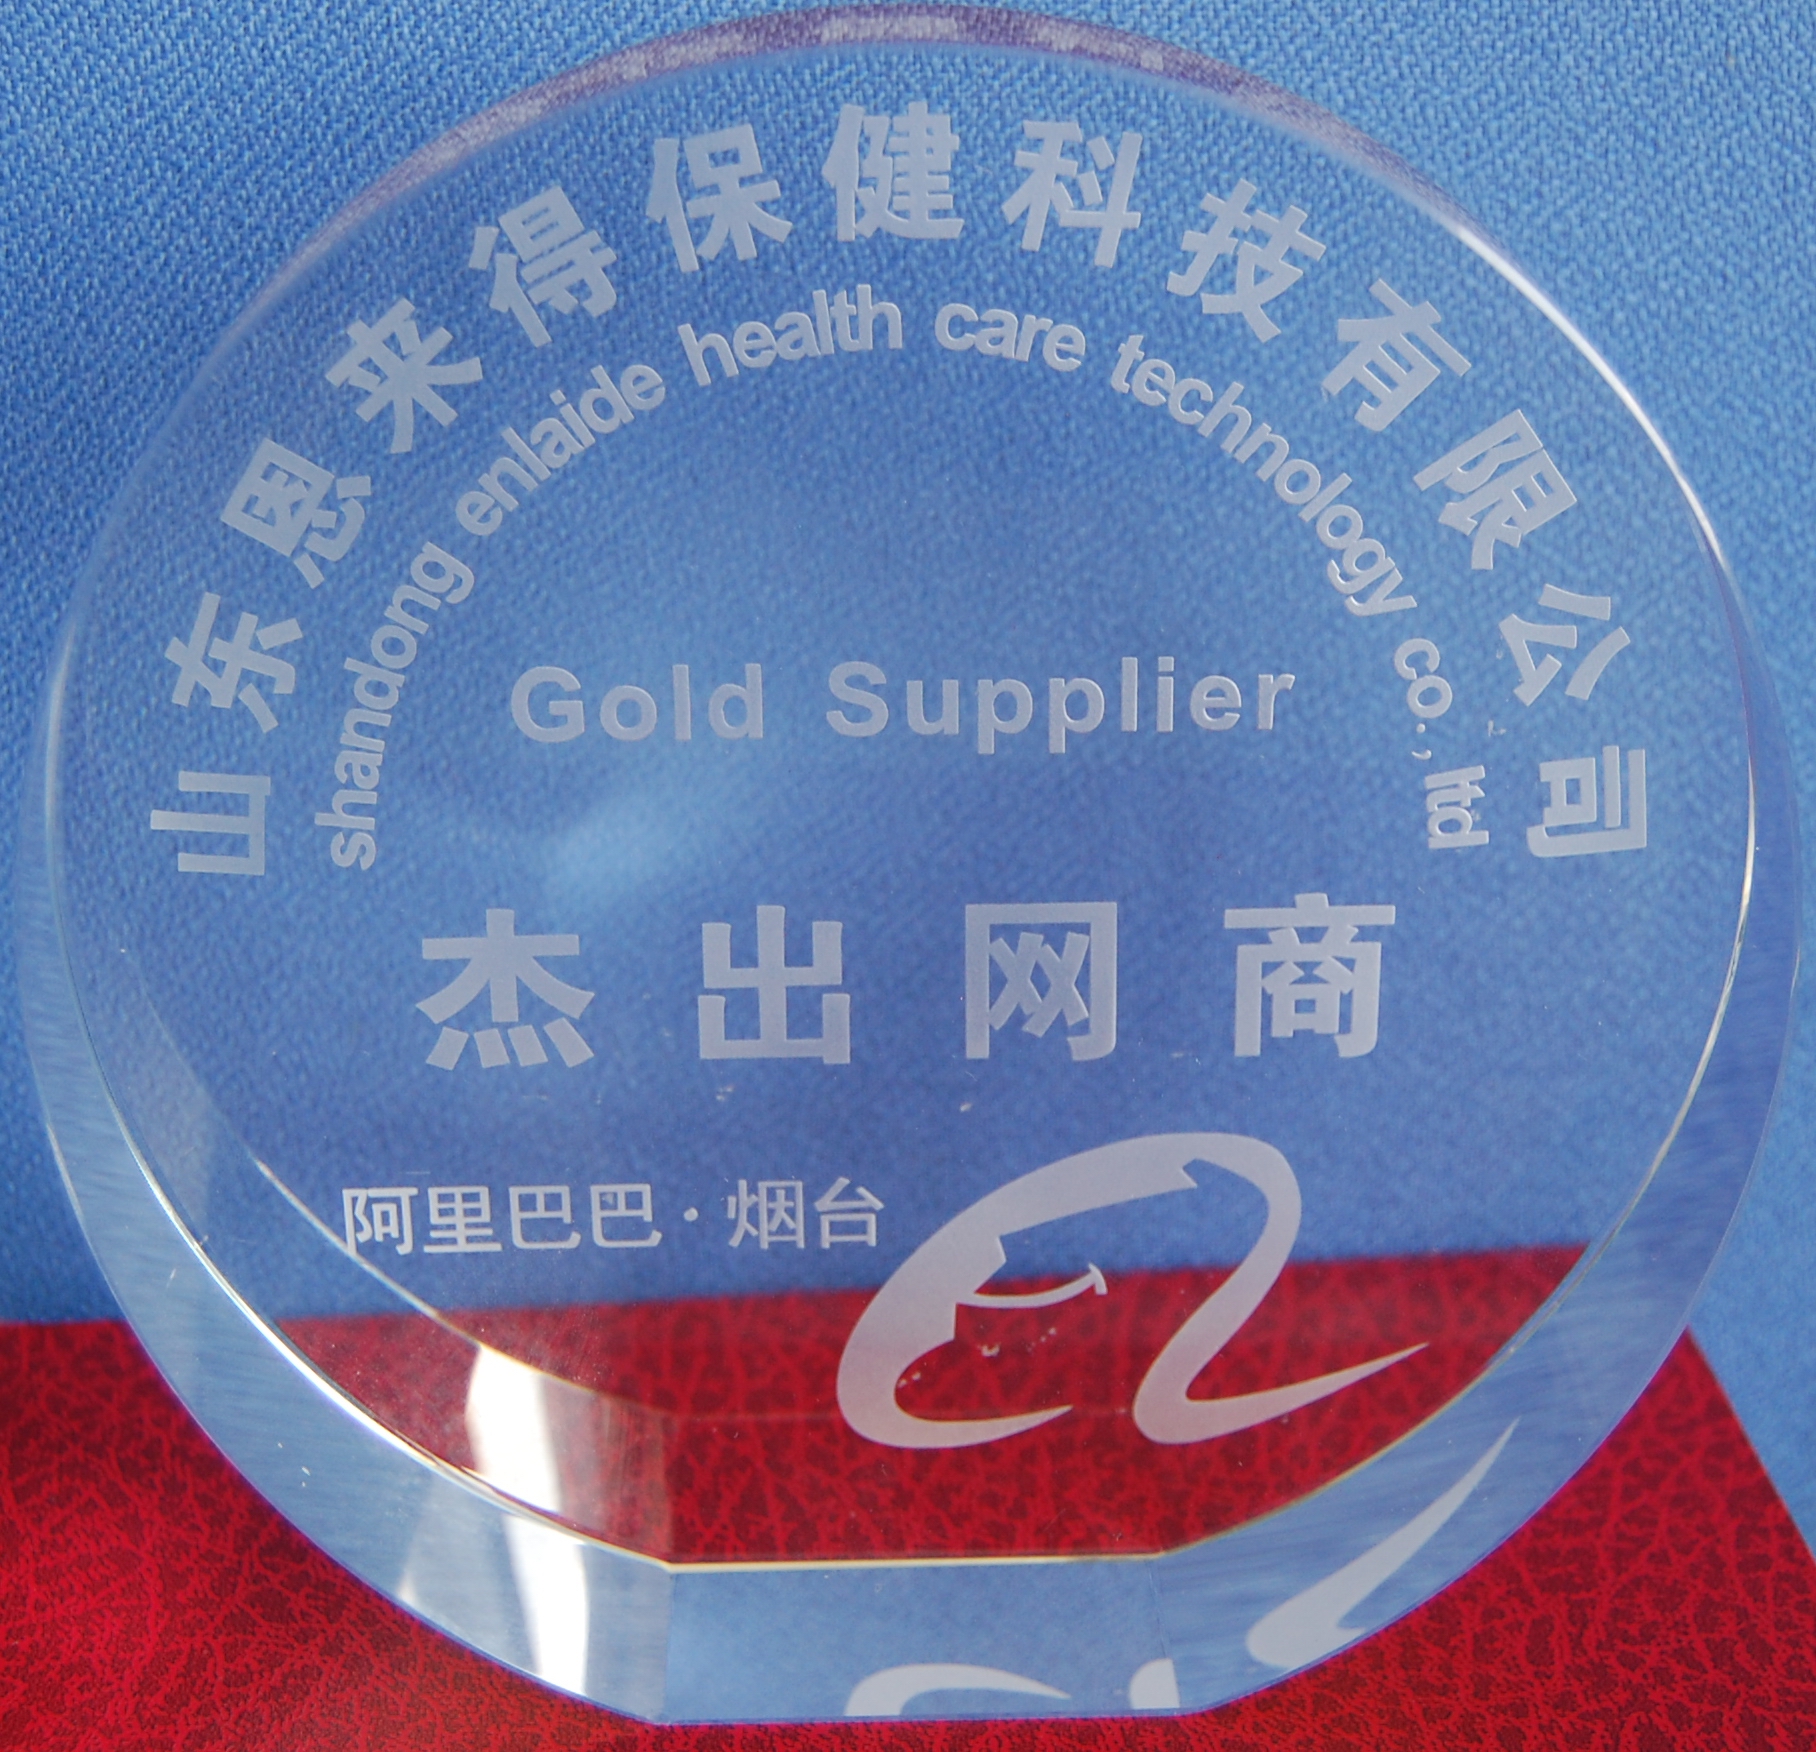 山东恩来得保健科技有限公司
shandong enlaide health care technology co.,ltd
Gold Supplier
杰出网商
阿里巴巴·烟台